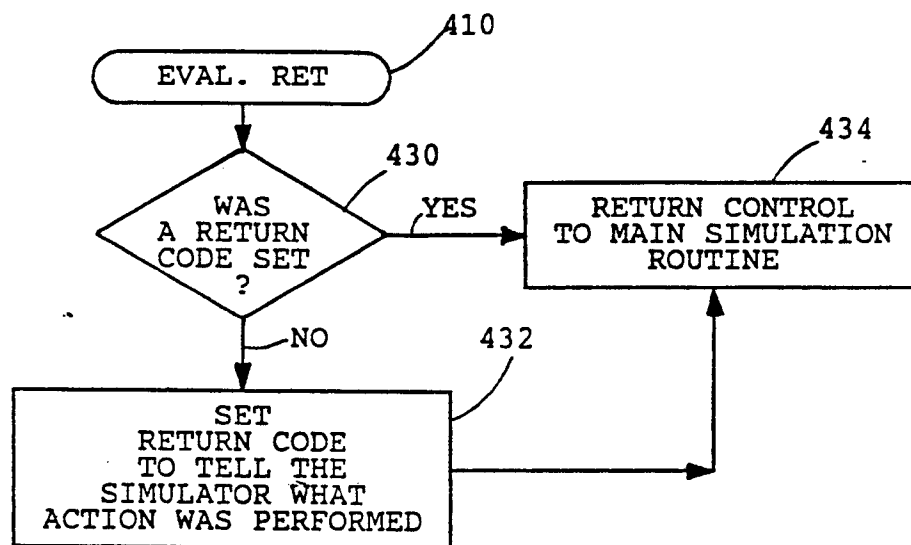 410
EVAL. RET
430
WAS
A RETURN
CODE SET
?
YES
434
RETURN CONTROL
TO MAIN SIMULATION
ROUTINE
NO
432
SET
RETURN CODE
TO TELL THE
SIMULATOR WHAT
ACTION WAS PERFORMED